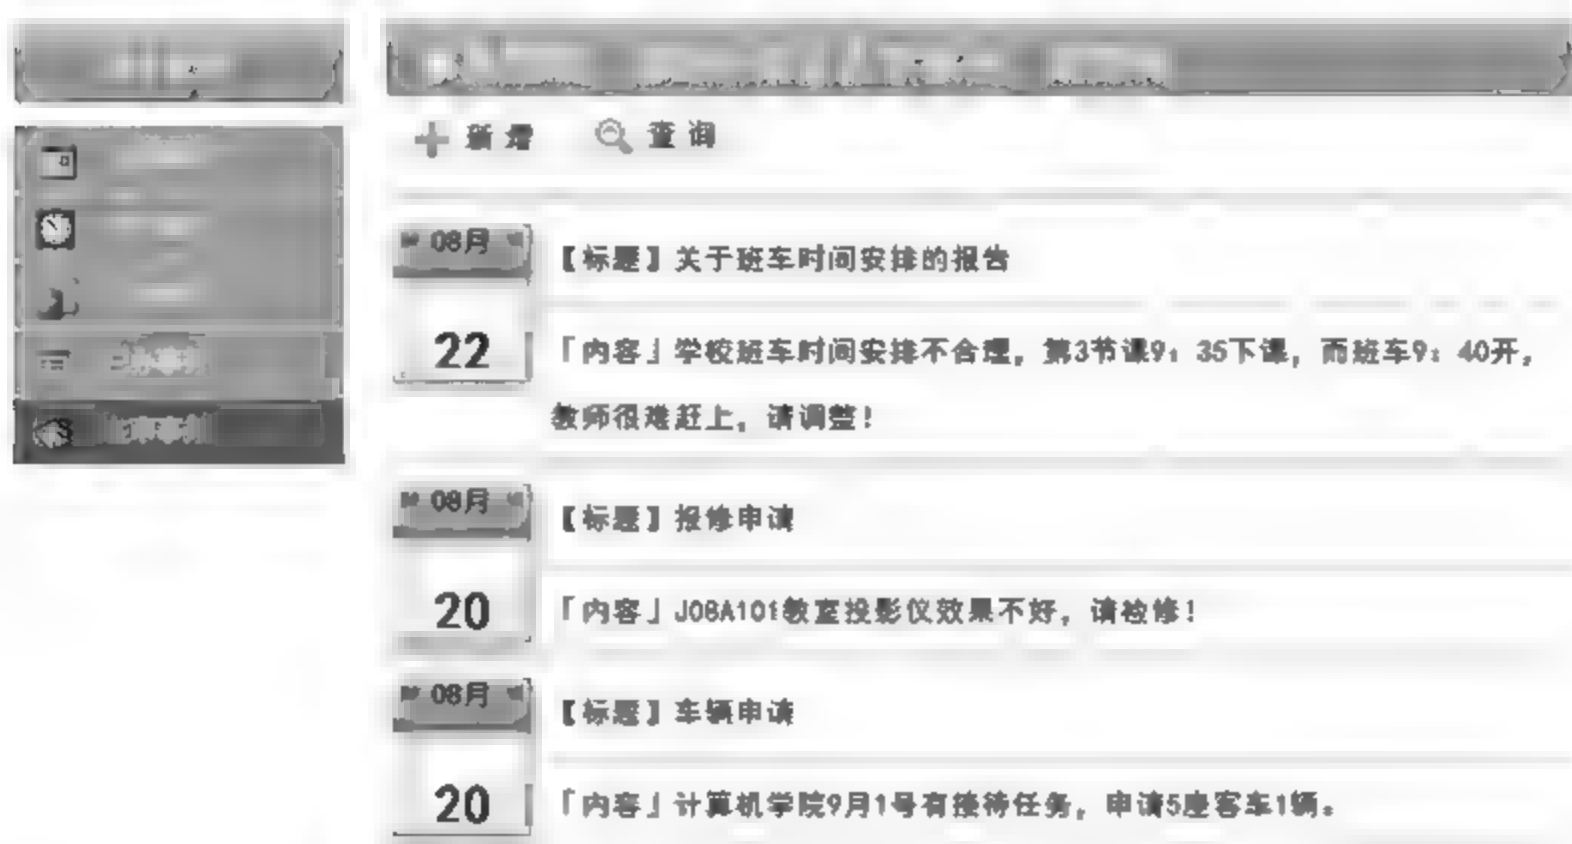 新增 查询
08月
【标题】关于班车时间安排的报告
22
「内容」学校班车时间安排不合理，第3节课9：35下课，而班车9：40开，
教师很难赶上，请调整！
08月
【标题】报修申请
20
「内容」J08A101教室投影仪效果不好，请检修！
08月
【标题】车辆申请
20
「内容」计算机学院9月1号有接待任务，申请5座客车1辆。